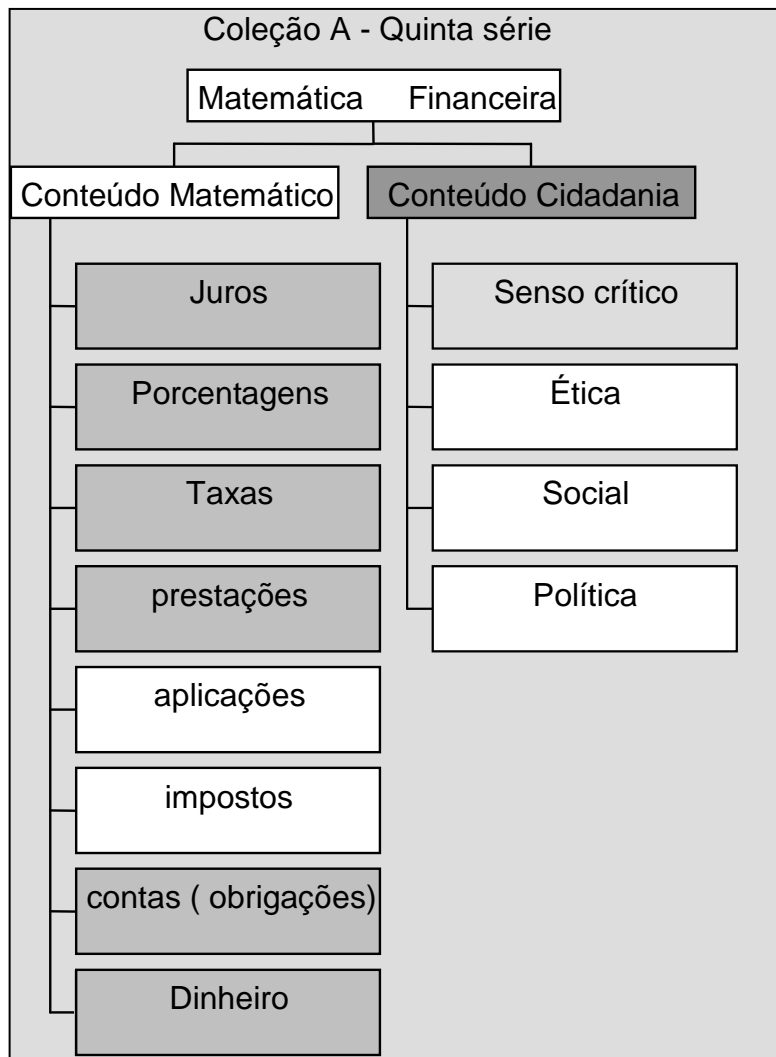 Coleção A - Quinta série
Matemática Financeira
Conteúdo Matemático
Conteúdo Cidadania
Juros
Porcentagens
Taxas
prestações
aplicações
impostos
contas ( obrigações)
Dinheiro
Senso crítico
Ética
Social
Política